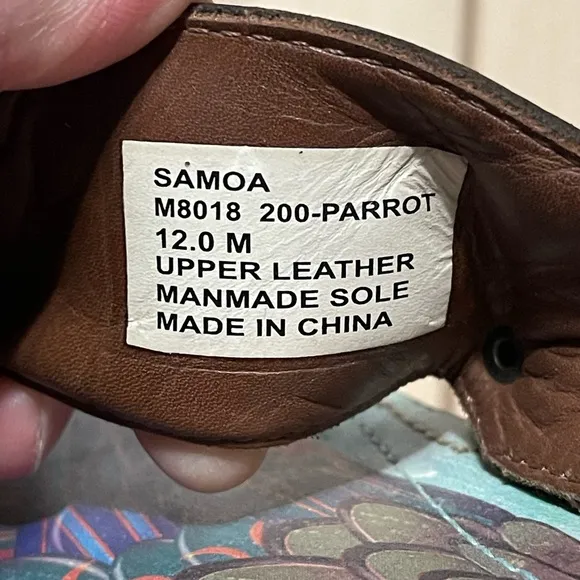 SAMOA
M8018 200-PARROT
12.0 M
UPPER LEATHER
MANMADE SOLE
MADE IN CHINA